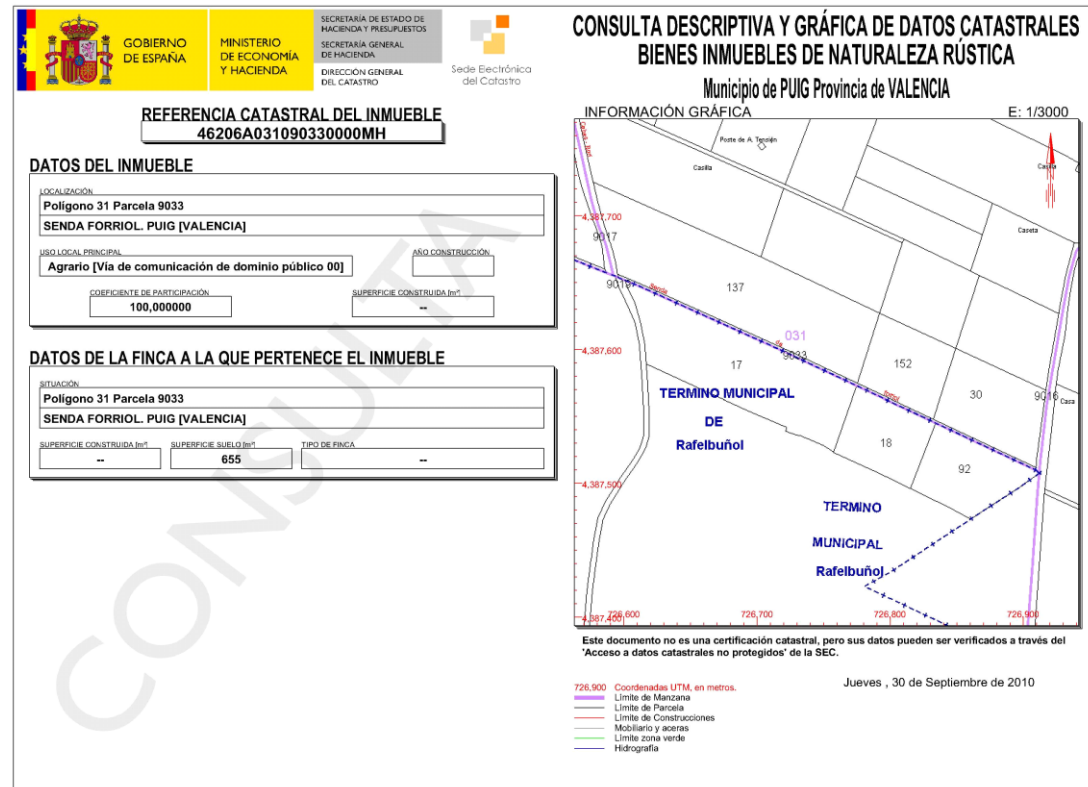 GOBIERNO
DE ESPAÑA
MINISTERIO
DE ECONOMÍA
Y HACIENDA
SECRETARÍA DE ESTADO DE
HACIENDA Y PRESUPUESTOS
SECRETARÍA GENERAL
DE HACIENDA
DIRECCIÓN GENERAL
DEL CATASTRO
Sede Electrónica
del Catastro
REFERENCIA CATASTRAL DEL INMUEBLE
46206A031090330000MH
DATOS DEL INMUEBLE
LOCALIZACIÓN
Polígono 31 Parcela 9033
SENDA FORRIOL. PUIG [VALENCIA]
USO LOCAL PRINCIPAL
Agrario [Vía de comunicación de dominio público 00]
AÑO CONSTRUCCIÓN
COEFICIENTE DE PARTICIPACIÓN
100,000000
SUPERFICIE CONSTRUIDA [m²]
--
DATOS DE LA FINCA A LA QUE PERTENECE EL INMUEBLE
SITUACIÓN
Polígono 31 Parcela 9033
SENDA FORRIOL. PUIG [VALENCIA]
SUPERFICIE CONSTRUIDA [m²]
--
SUPERFICIE SUELO [m²]
655
TIPO DE FINCA
--
CONSULTA
CONSULTA DESCRIPTIVA Y GRÁFICA DE DATOS CATASTRALES
BIENES INMUEBLES DE NATURALEZA RÚSTICA
Municipio de PUIG Provincia de VALENCIA
INFORMACIÓN GRÁFICA
E: 1/3000
Poste de A. Tensión
Casilla
Caseta
4,387,700
9017
137
senda
031
9033
4,387,600
17
152
30
9016
Casa
TERMINO MUNICIPAL
DE
Rafelbuñol
18
92
4,387,500
TERMINO
MUNICIPAL
Rafelbuñol
4,387,400
726,600
726,700
726,800
726,900
Este documento no es una certificación catastral, pero sus datos pueden ser verificados a través del
'Acceso a datos catastrales no protegidos' de la SEC.
Jueves , 30 de Septiembre de 2010
726,900 Coordenadas UTM, en metros.
Límite de Manzana
Límite de Parcela
Límite de Construcciones
Mobiliario y aceras
Límite zona verde
Hidrografía